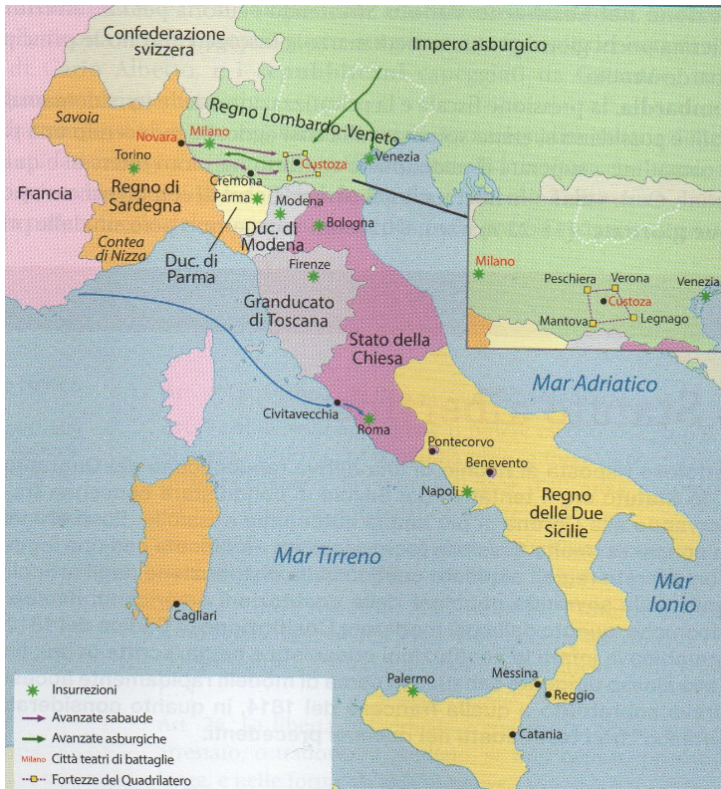 Confederazione
svizzera
Impero asburgico
Savoia
Regno Lombardo-Veneto
Novara
Milano
Torino
Custoza
Venezia
Cremona
Francia
Regno di
Sardegna
Parma
Modena
Contea
di Nizza
Duc. di
Parma
Duc. di
Modena
Bologna
Firenze
Granducato
di Toscana
Stato della
Chiesa
Milano
Peschiera
Verona
Venezia
Custoza
Mantova
Legnago
Mar Adriatico
Civitavecchia
Roma
Pontecorvo
Benevento
Napoli
Regno
delle Due
Sicilie
Mar Tirreno
Mar
Ionio
Cagliari
Palermo
Messina
Reggio
Catania
Insurrezioni
Avanzate sabaude
Avanzate asburgiche
Milano Città teatri di battaglie
Fortezze del Quadrilatero